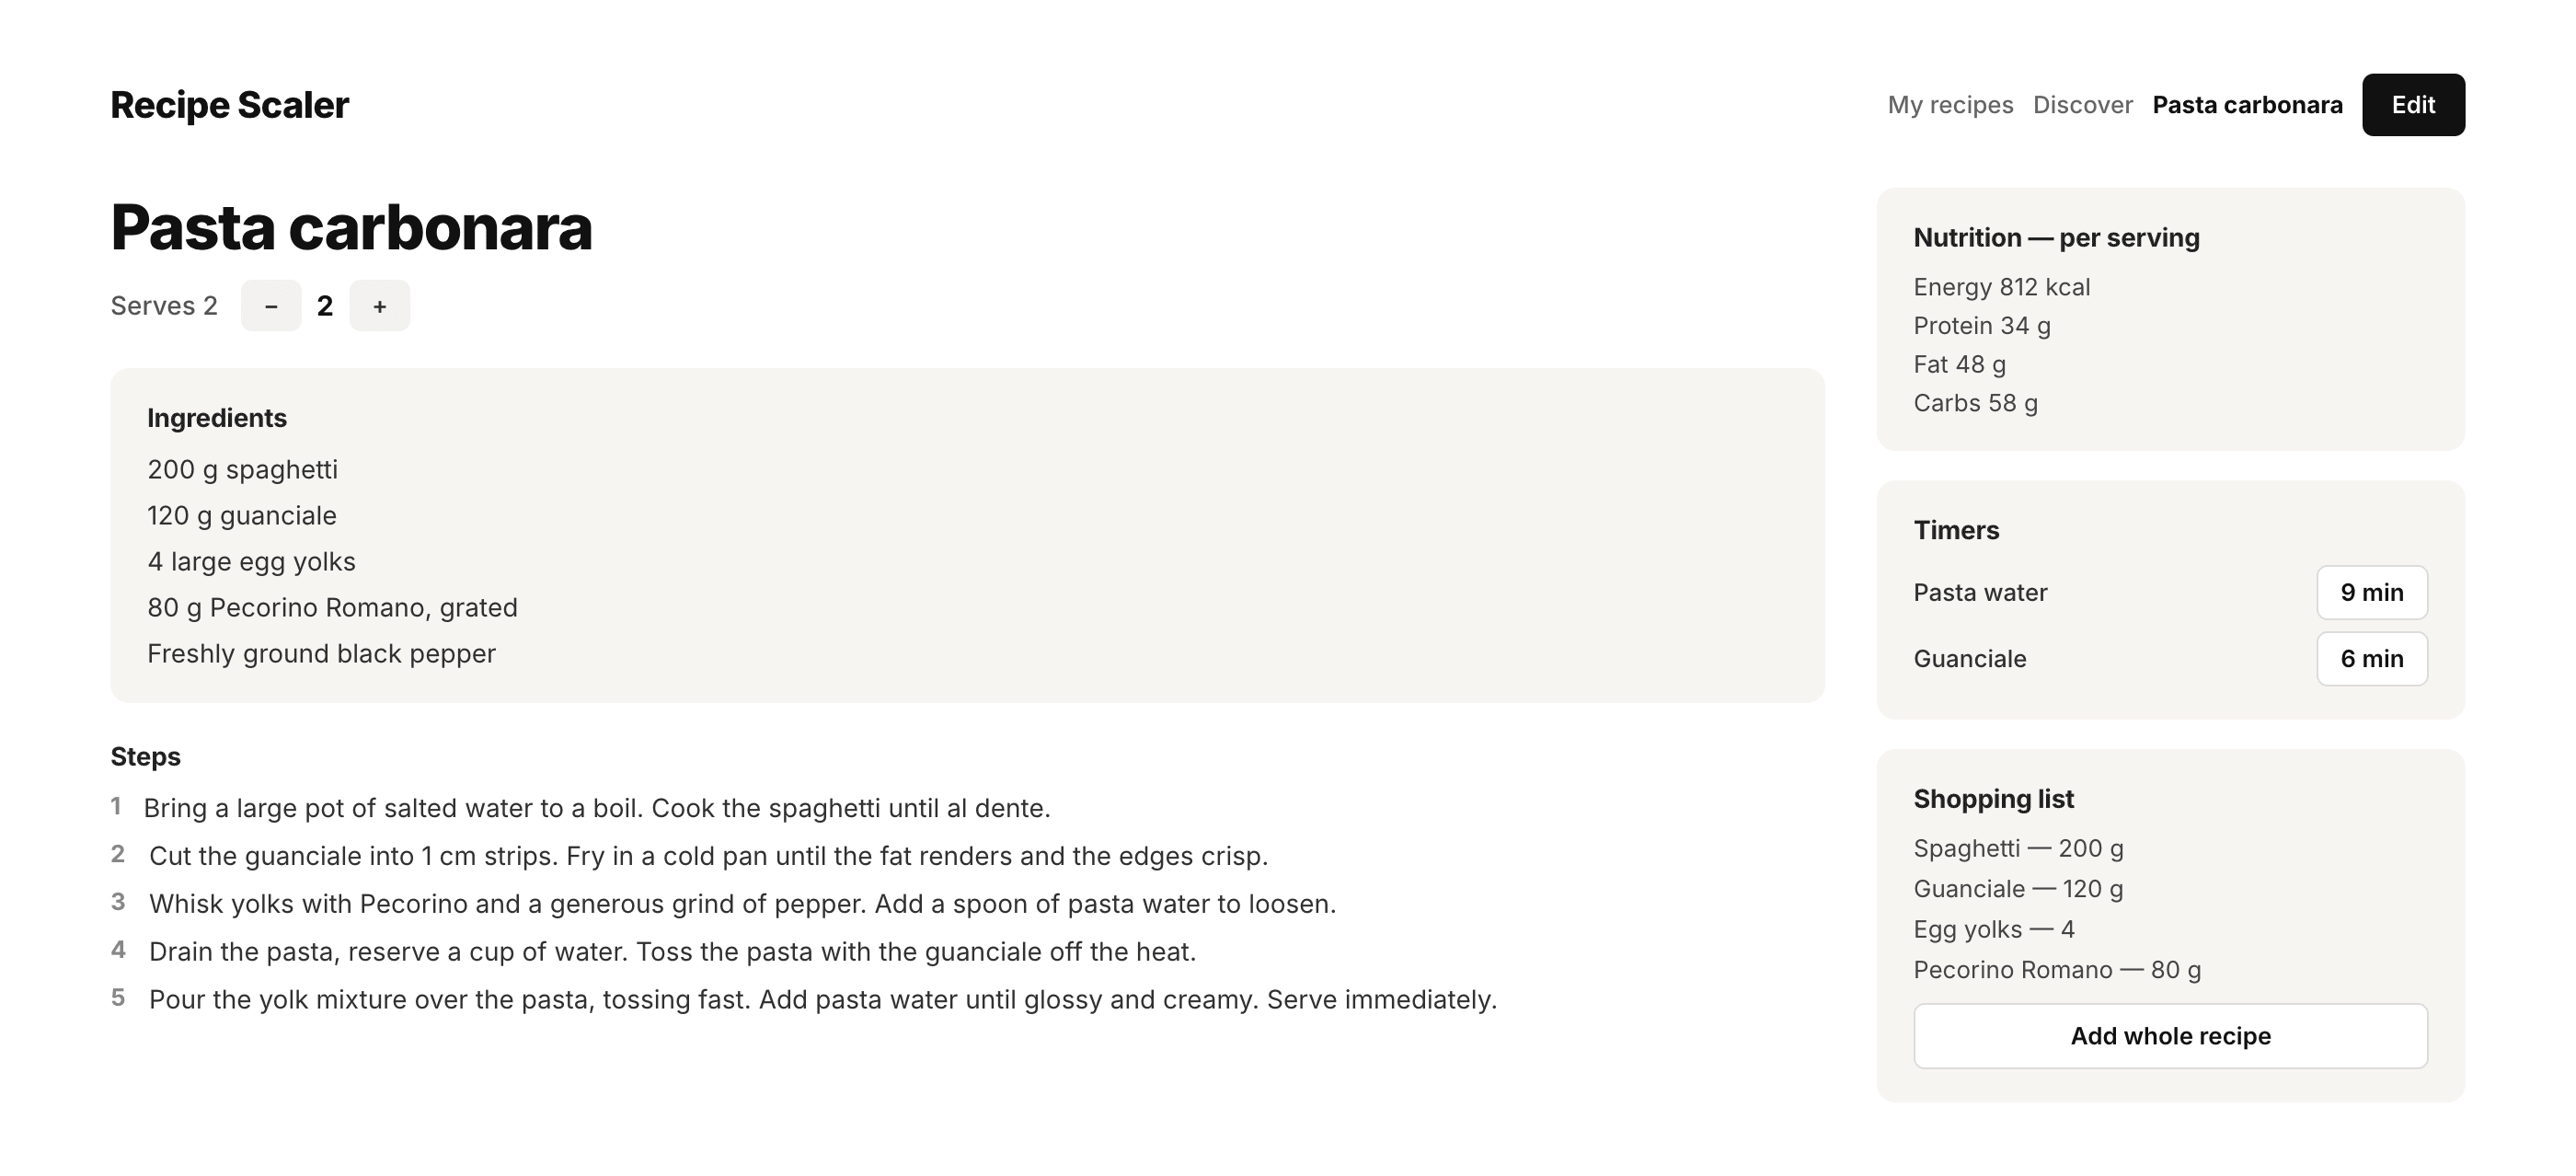 Recipe Scaler
My recipes Discover Pasta carbonara Edit
Pasta carbonara
Serves 2 − 2 +
Ingredients
200 g spaghetti
120 g guanciale
4 large egg yolks
80 g Pecorino Romano, grated
Freshly ground black pepper
Steps
1 Bring a large pot of salted water to a boil. Cook the spaghetti until al dente.
2 Cut the guanciale into 1 cm strips. Fry in a cold pan until the fat renders and the edges crisp.
3 Whisk yolks with Pecorino and a generous grind of pepper. Add a spoon of pasta water to loosen.
4 Drain the pasta, reserve a cup of water. Toss the pasta with the guanciale off the heat.
5 Pour the yolk mixture over the pasta, tossing fast. Add pasta water until glossy and creamy. Serve immediately.
Nutrition — per serving
Energy 812 kcal
Protein 34 g
Fat 48 g
Carbs 58 g
Timers
Pasta water 9 min
Guanciale 6 min
Shopping list
Spaghetti — 200 g
Guanciale — 120 g
Egg yolks — 4
Pecorino Romano — 80 g
Add whole recipe